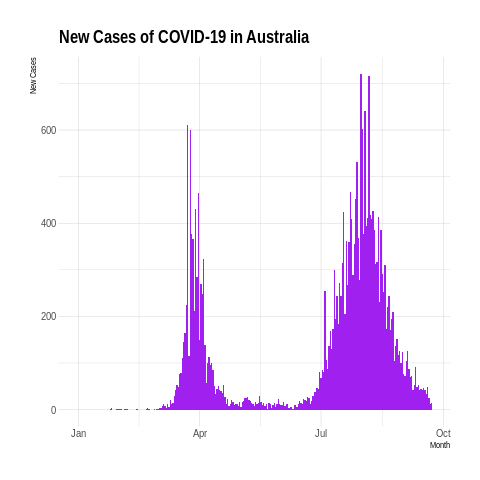 New Cases of COVID-19 in Australia
New Cases
600
400
200
0
Jan Apr Jul Oct
Month